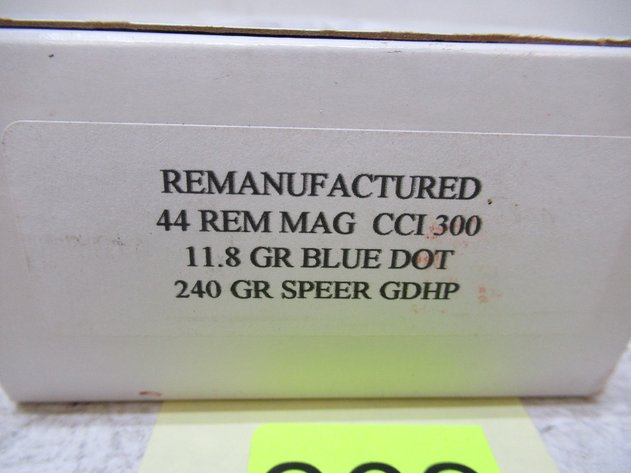 REMANUFACTURED
44 REM MAG CCI 300
11.8 GR BLUE DOT
240 GR SPEER GDHP